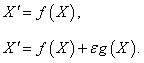 X′ = f(X),
X′ = f(X) + εg(X).